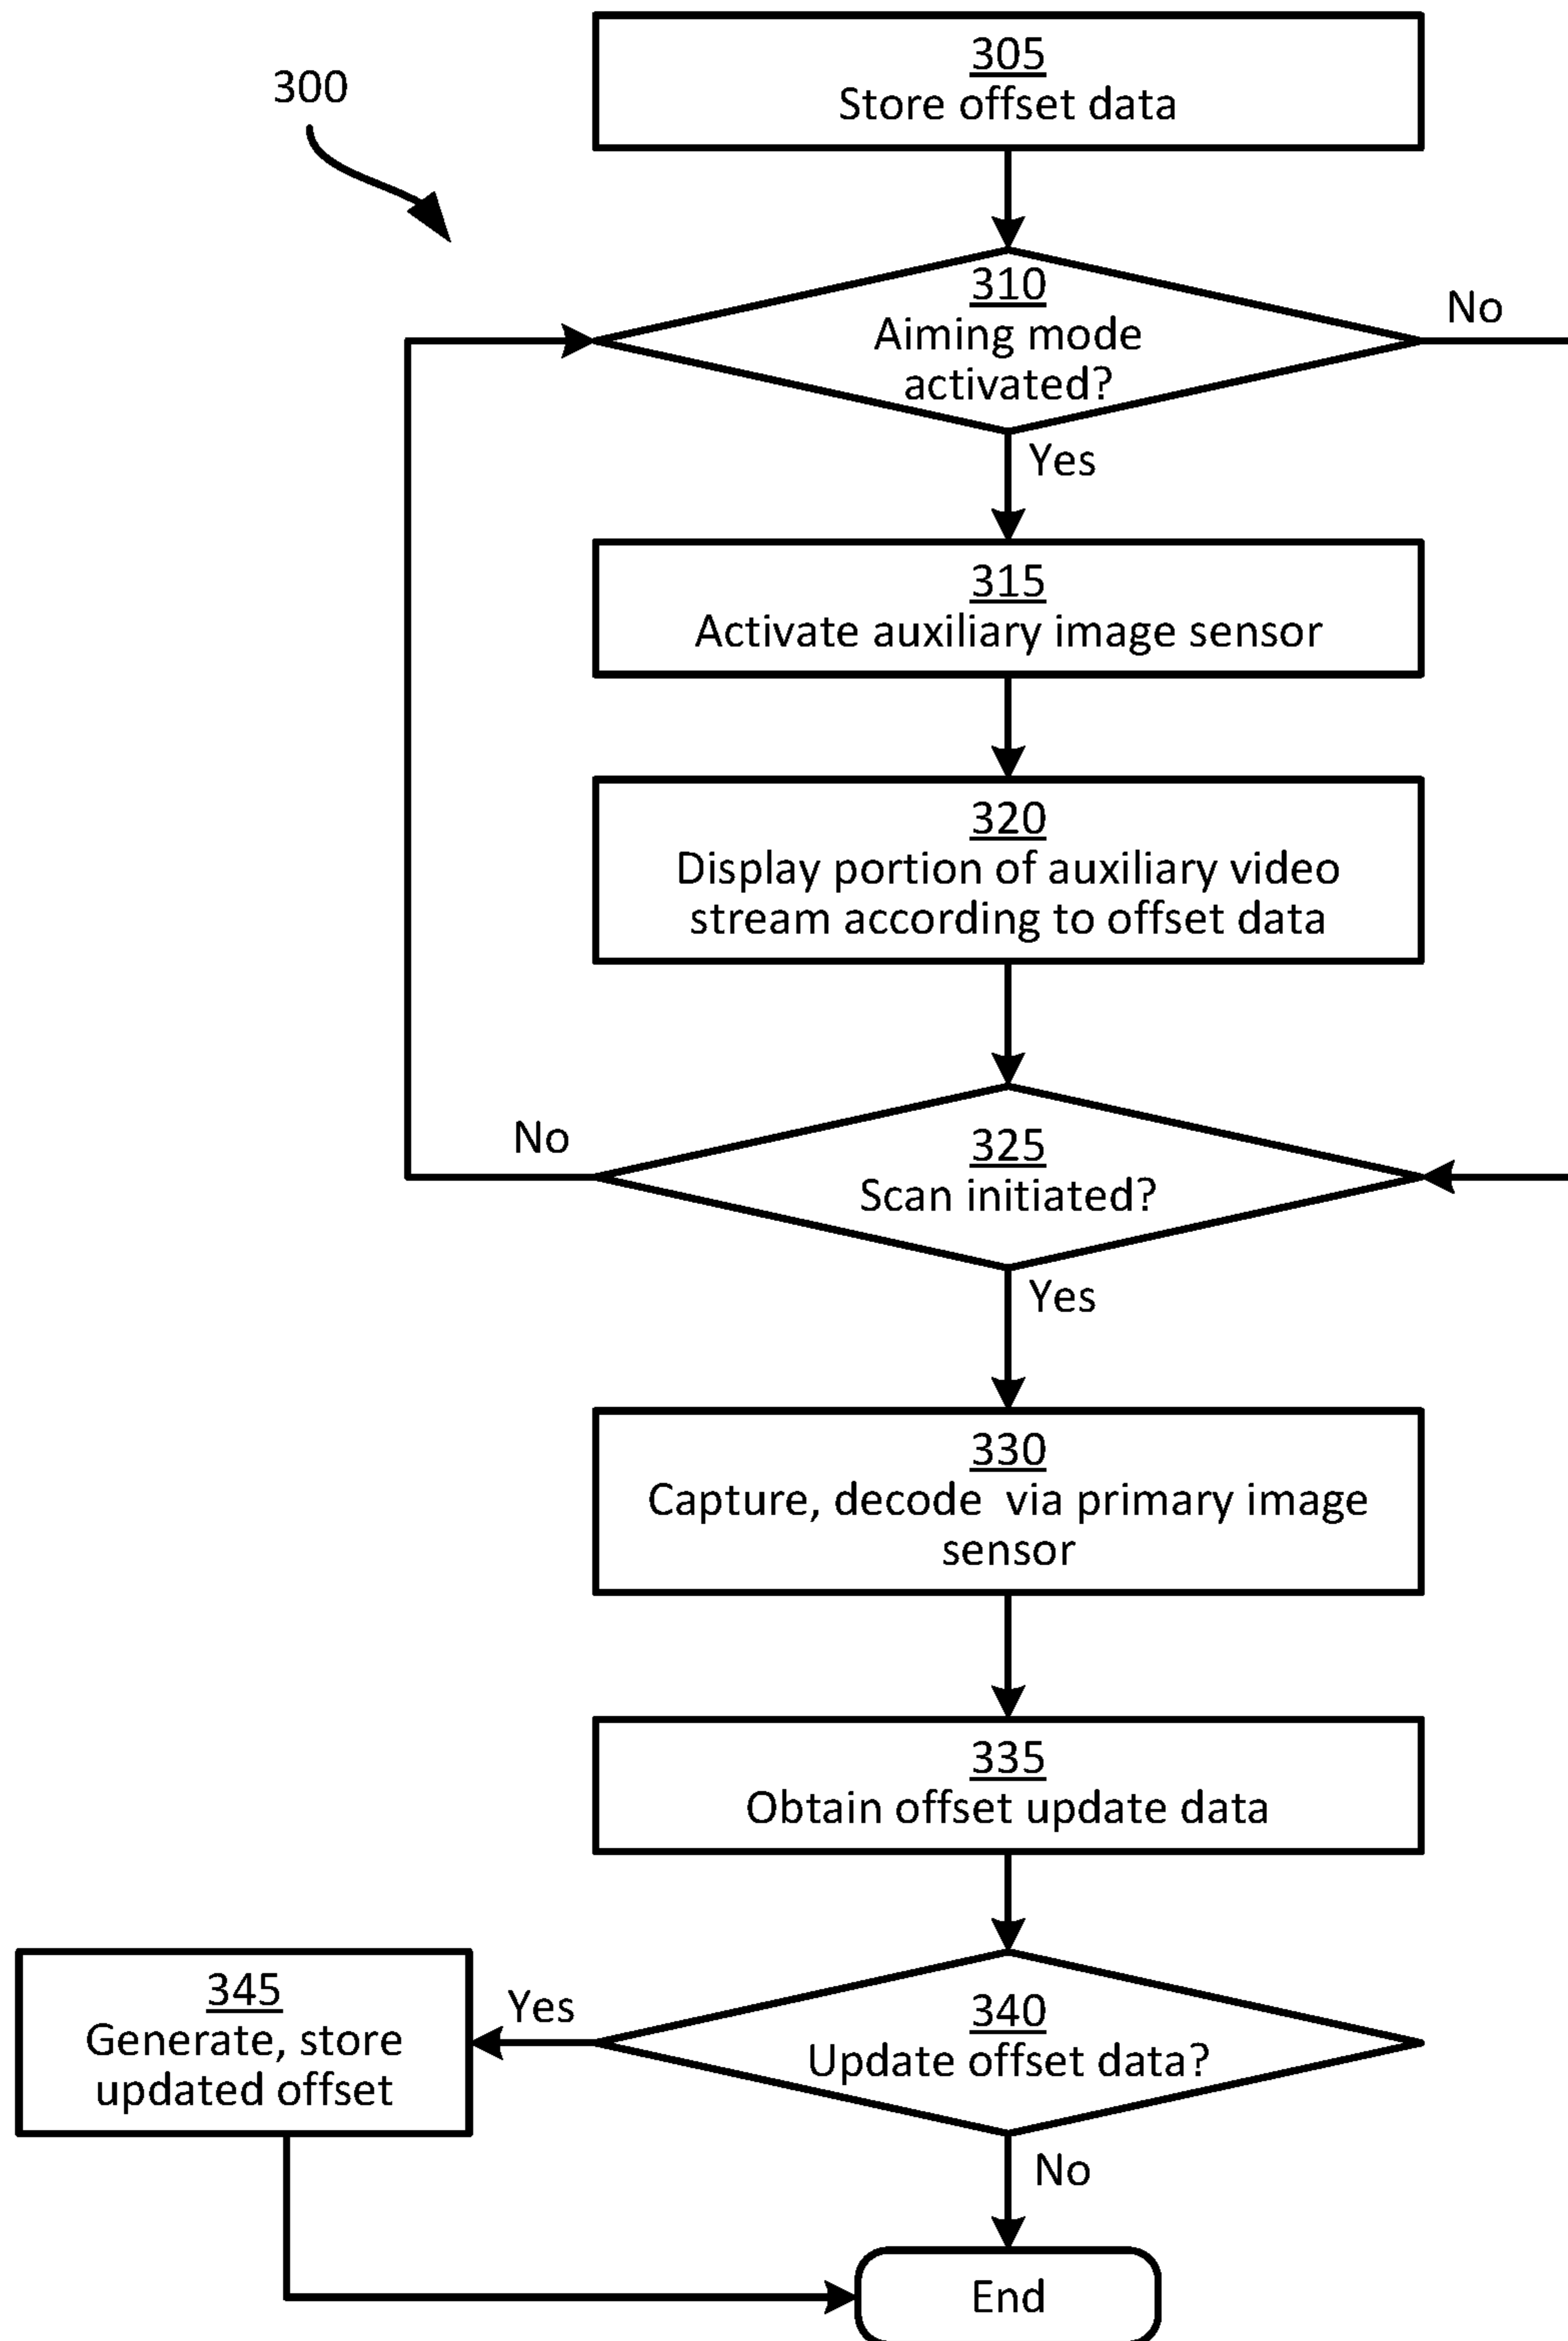 300
305
Store offset data
310
Aiming mode
activated?
No
Yes
315
Activate auxiliary image sensor
320
Display portion of auxiliary video
stream according to offset data
No
325
Scan initiated?
Yes
330
Capture, decode via primary image
sensor
335
Obtain offset update data
345
Generate, store
updated offset
Yes
340
Update offset data?
No
End